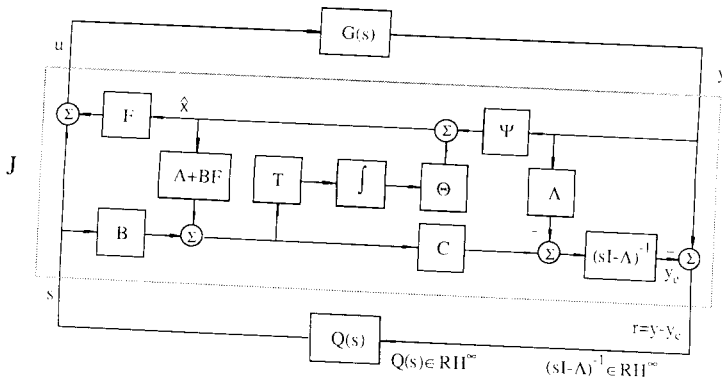 G(s)
u
y
Σ
F
x̂
Σ
Ψ
J
Λ+BF
T
∫
Θ
Λ
B
Σ
C
-
Σ
(sI-Λ)⁻¹
-
Σ
y_e
s
Q(s)
r=y-y_e
Q(s)∈RH^∞
(sI-Λ)⁻¹∈RH^∞